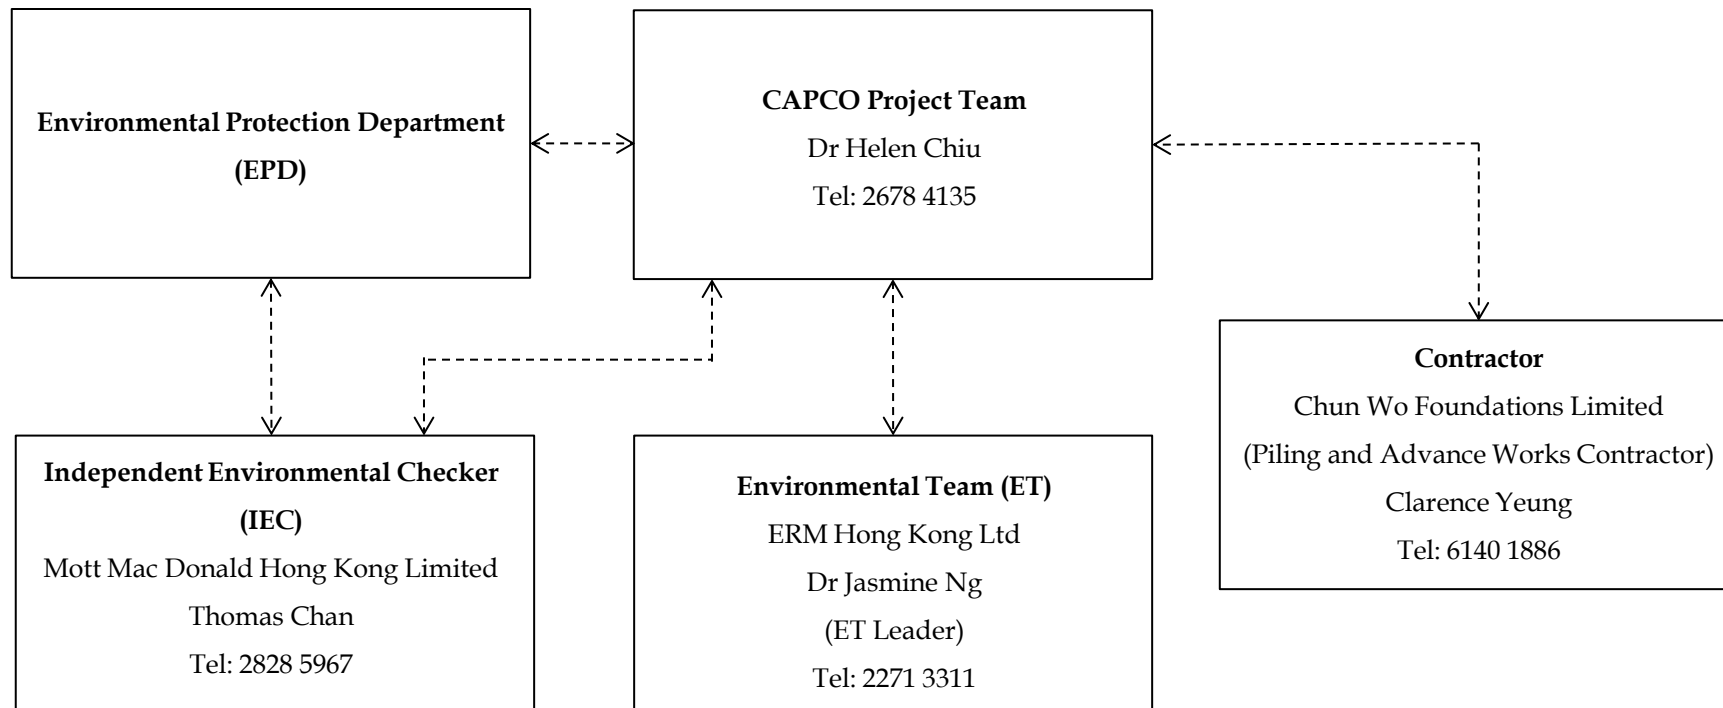 Environmental Protection Department
(EPD)
CAPCO Project Team
Dr Helen Chiu
Tel: 2678 4135
Contractor
Chun Wo Foundations Limited
(Piling and Advance Works Contractor)
Clarence Yeung
Tel: 6140 1886
Independent Environmental Checker
(IEC)
Mott Mac Donald Hong Kong Limited
Thomas Chan
Tel: 2828 5967
Environmental Team (ET)
ERM Hong Kong Ltd
Dr Jasmine Ng
(ET Leader)
Tel: 2271 3311